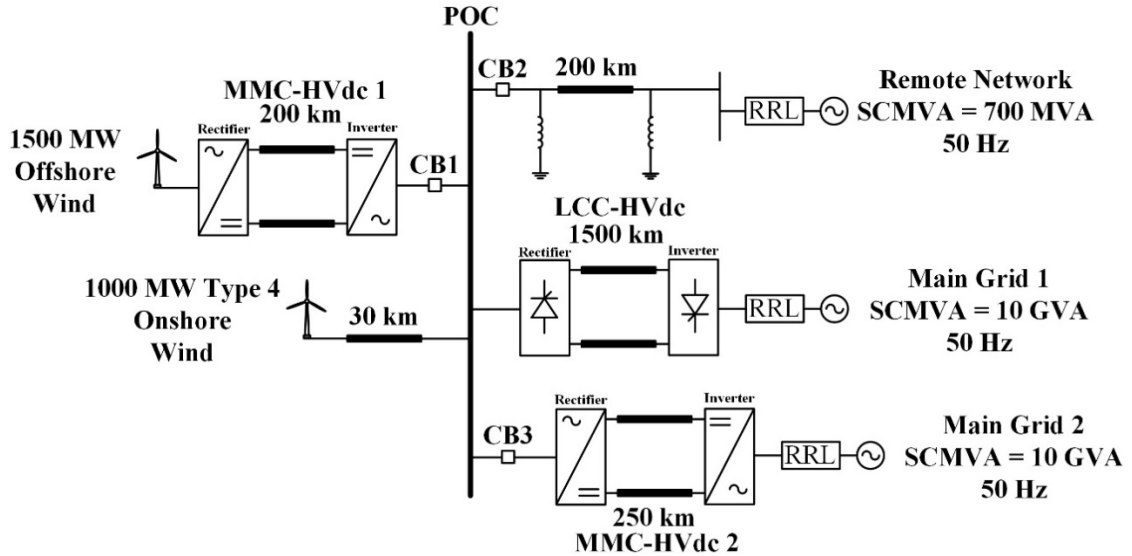 POC
CB2
200 km
Remote Network
SCMVA = 700 MVA
50 Hz
RRL
MMC-HVdc 1
200 km
Rectifier
Inverter
1500 MW
Offshore
Wind
CB1
LCC-HVdc
1500 km
Rectifier
Inverter
Main Grid 1
SCMVA = 10 GVA
50 Hz
RRL
1000 MW Type 4
Onshore
Wind
30 km
Rectifier
Inverter
CB3
Main Grid 2
SCMVA = 10 GVA
50 Hz
RRL
250 km
MMC-HVdc 2